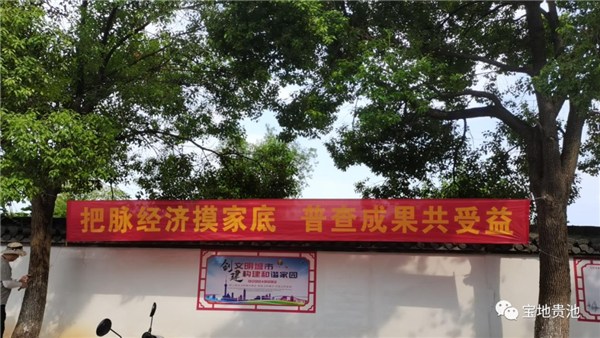 把脉经济摸家底 普查成果共受益
创建
文明城市
构建和谐家园
宝地贵池